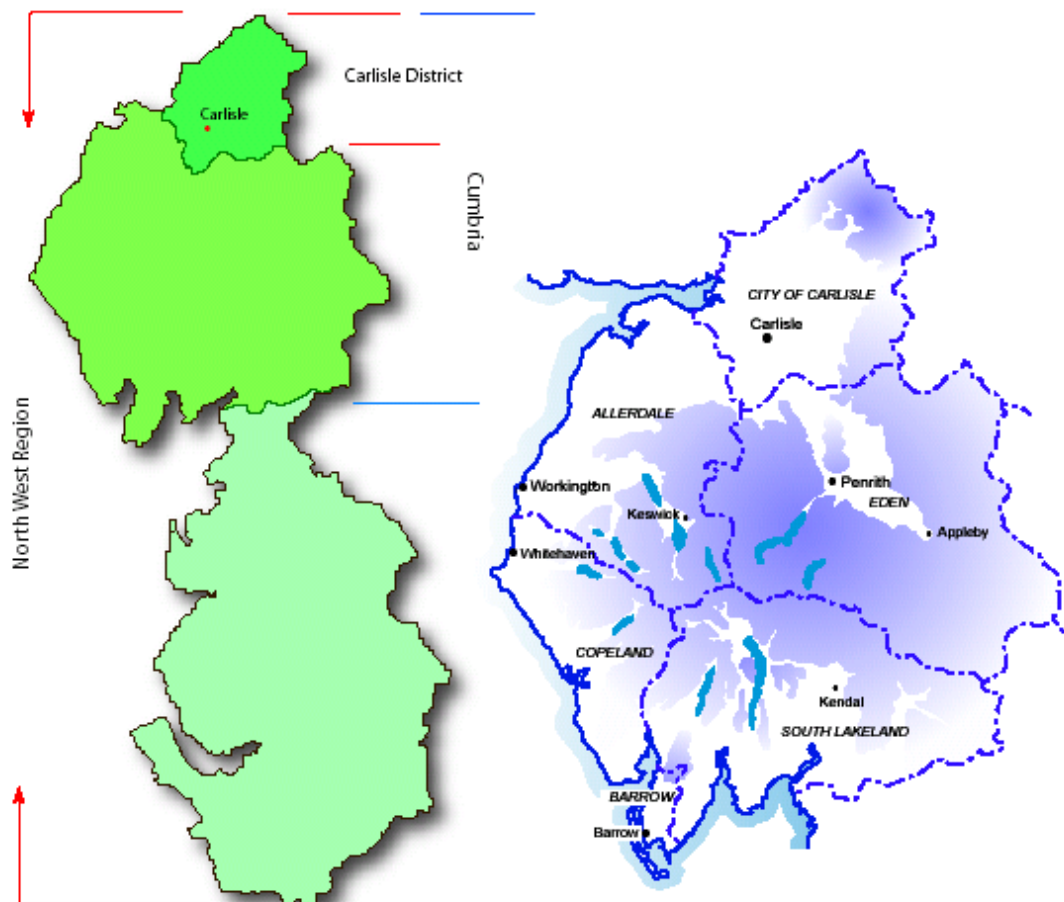 Carlisle District
Carlisle
Cumbria
North West Region
CITY OF CARLISLE
Carlisle
ALLERDALE
Workington
Penrith
EDEN
Keswick
Appleby
Whitehaven
COPELAND
Kendal
SOUTH LAKELAND
BARROW
Barrow